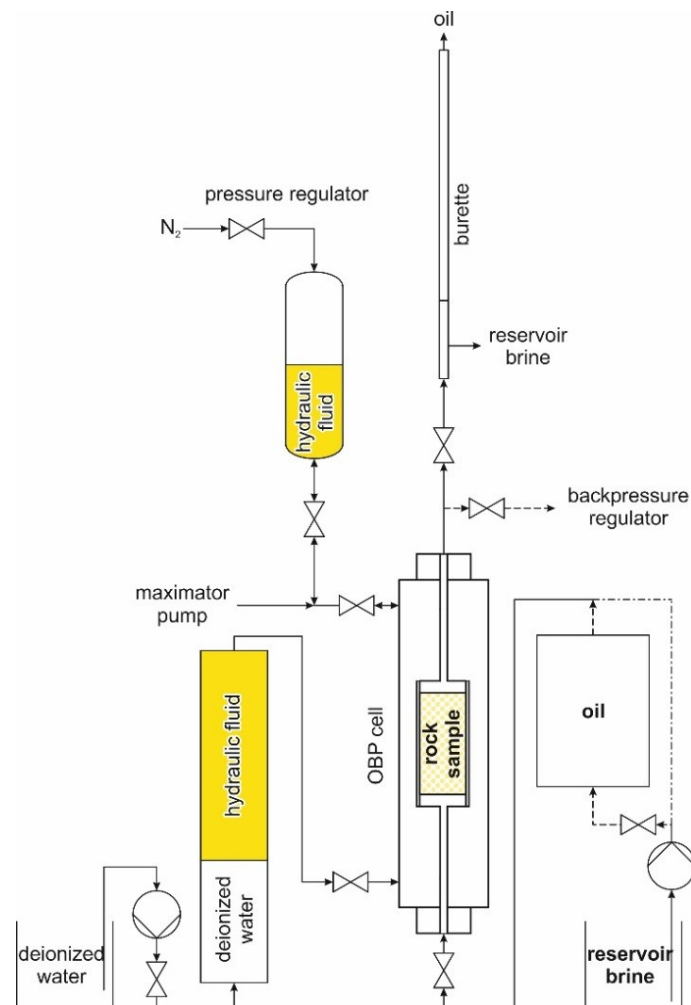 oil
pressure regulator
N₂
burette
reservoir
brine
hydraulic
fluid
backpressure
regulator
maximator
pump
OBP cell
rock
sample
oil
hydraulic fluid
deionized
water
deionized
water
reservoir
brine